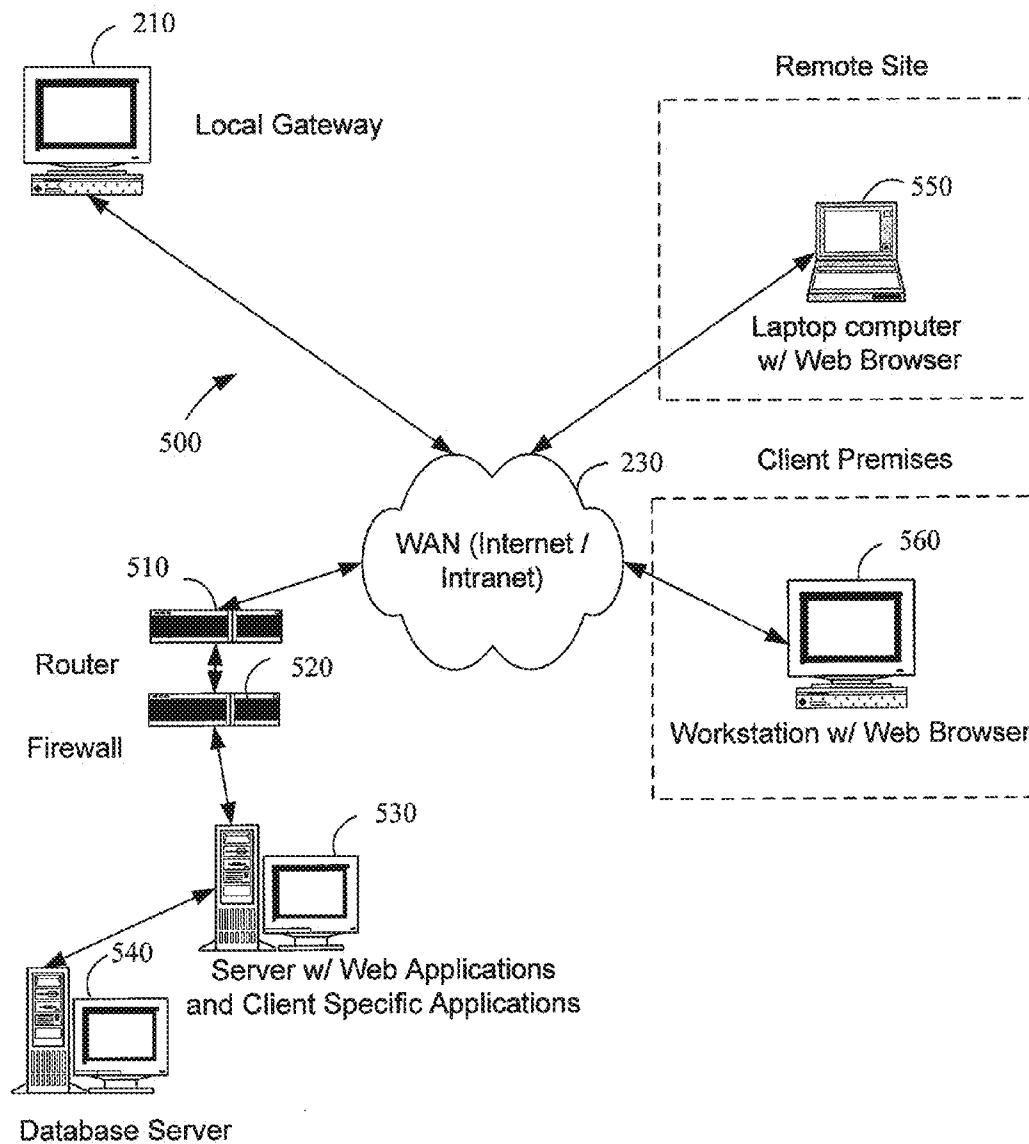 210
Local Gateway
Remote Site
550
Laptop computer
w/ Web Browser
500
230
WAN (Internet /
Intranet)
Client Premises
560
Workstation w/ Web Browser
510
Router
520
Firewall
530
Server w/ Web Applications
and Client Specific Applications
540
Database Server